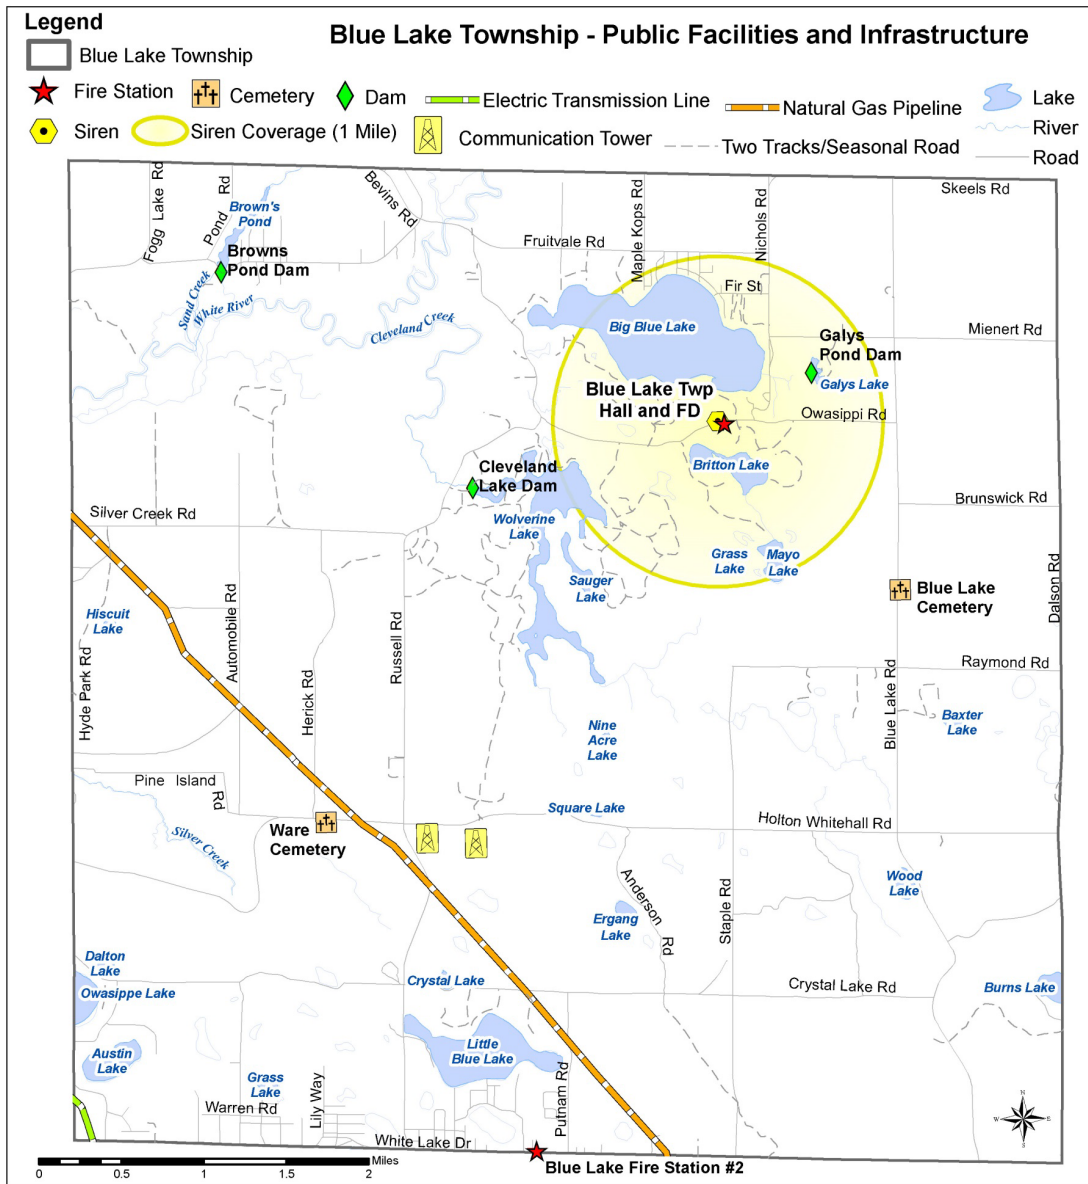 Legend
Blue Lake Township - Public Facilities and Infrastructure
Blue Lake Township
Fire Station
Cemetery
Dam
Electric Transmission Line
Natural Gas Pipeline
Lake
Siren
Siren Coverage (1 Mile)
Communication Tower
Two Tracks/Seasonal Road
River
Road
Fogg Lake Rd
Pond Rd
Bevins Rd
Maple Kops Rd
Nichols Rd
Skeels Rd
Brown's
Pond
Fruitvale Rd
Browns
Pond Dam
Sand Creek
White River
Cleveland Creek
Fir St
Big Blue Lake
Mienert Rd
Galys
Pond Dam
Galys Lake
Blue Lake Twp
Hall and FD
Owasippi Rd
Britton Lake
Cleveland
Lake Dam
Brunswick Rd
Silver Creek Rd
Wolverine
Lake
Grass
Lake
Mayo
Lake
Sauger
Lake
Blue Lake
Cemetery
Dalson Rd
Hiscuit
Lake
Automobile Rd
Russell Rd
Hyde Park Rd
Herick Rd
Raymond Rd
Blue Lake Rd
Baxter
Lake
Nine
Acre
Lake
Pine Island
Rd
Square Lake
Holton Whitehall Rd
Ware
Cemetery
Silver Creek
Anderson
Rd
Staple Rd
Wood
Lake
Ergang
Lake
Dalton
Lake
Owasippe Lake
Crystal Lake
Crystal Lake Rd
Burns Lake
Austin
Lake
Little
Blue Lake
Grass
Lake
Putnam Rd
Warren Rd
Lily Way
White Lake Dr
N
W
E
S
Miles
0
0.5
1
1.5
2
Blue Lake Fire Station #2